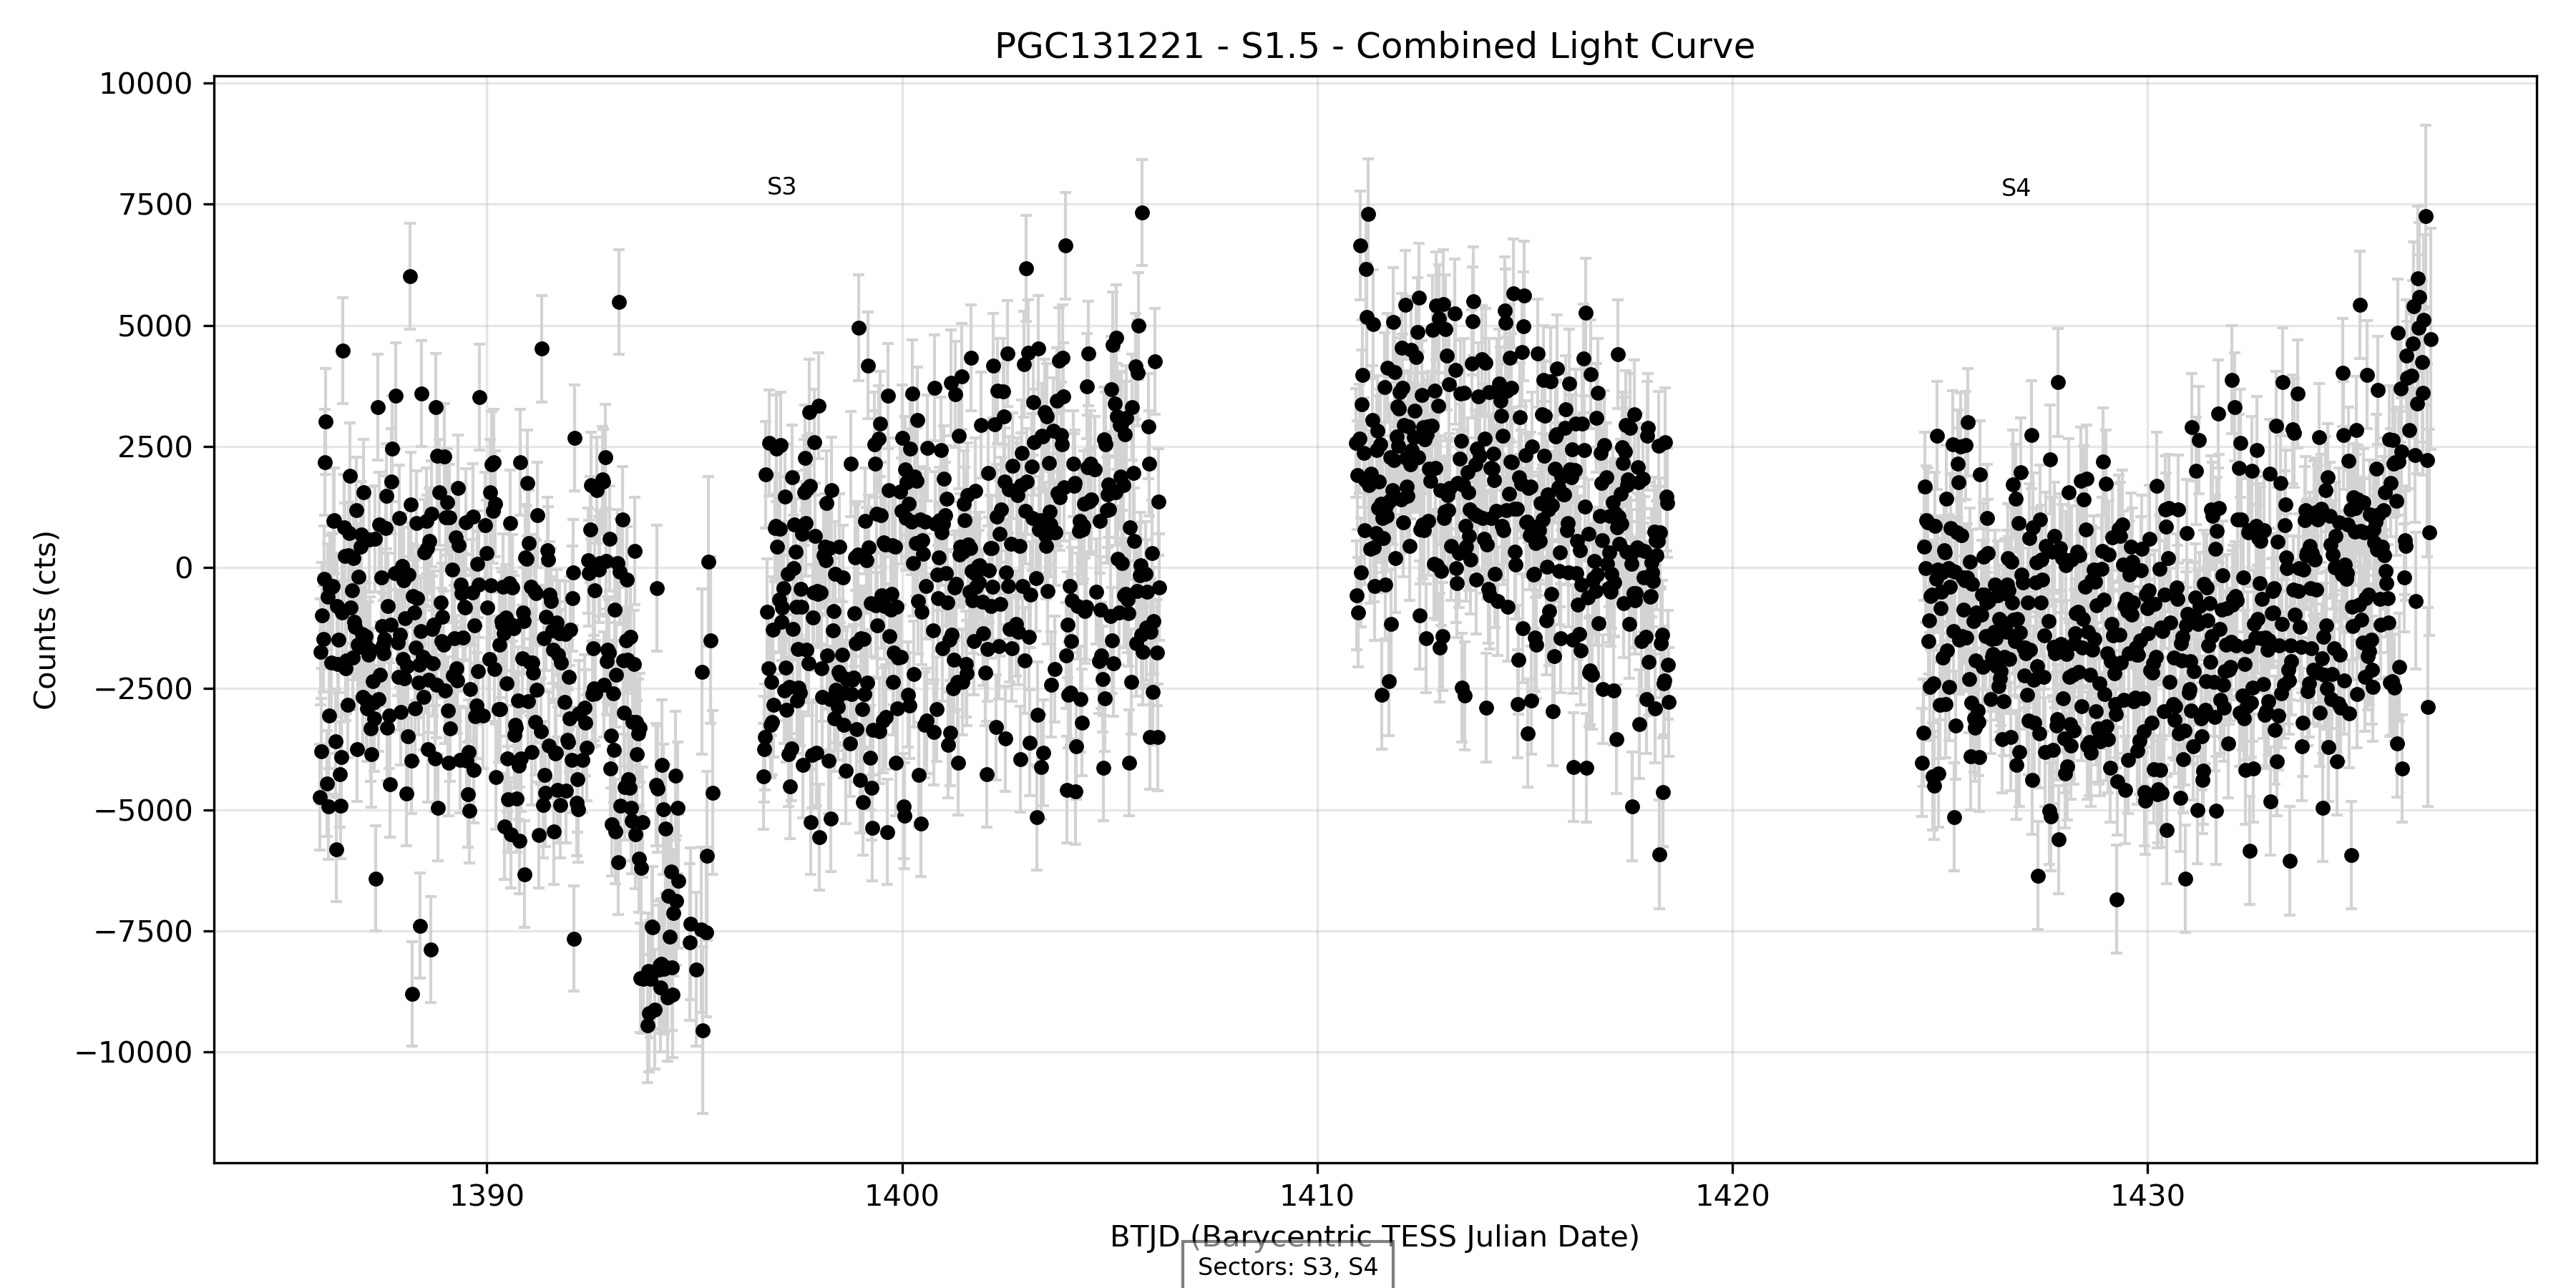 PGC131221 - S1.5 - Combined Light Curve
10000
7500
5000
2500
0
−2500
−5000
−7500
−10000
Counts (cts)
S3
S4
1390
1400
1410
1420
1430
BTJD (Barycentric TESS Julian Date)
Sectors: S3, S4